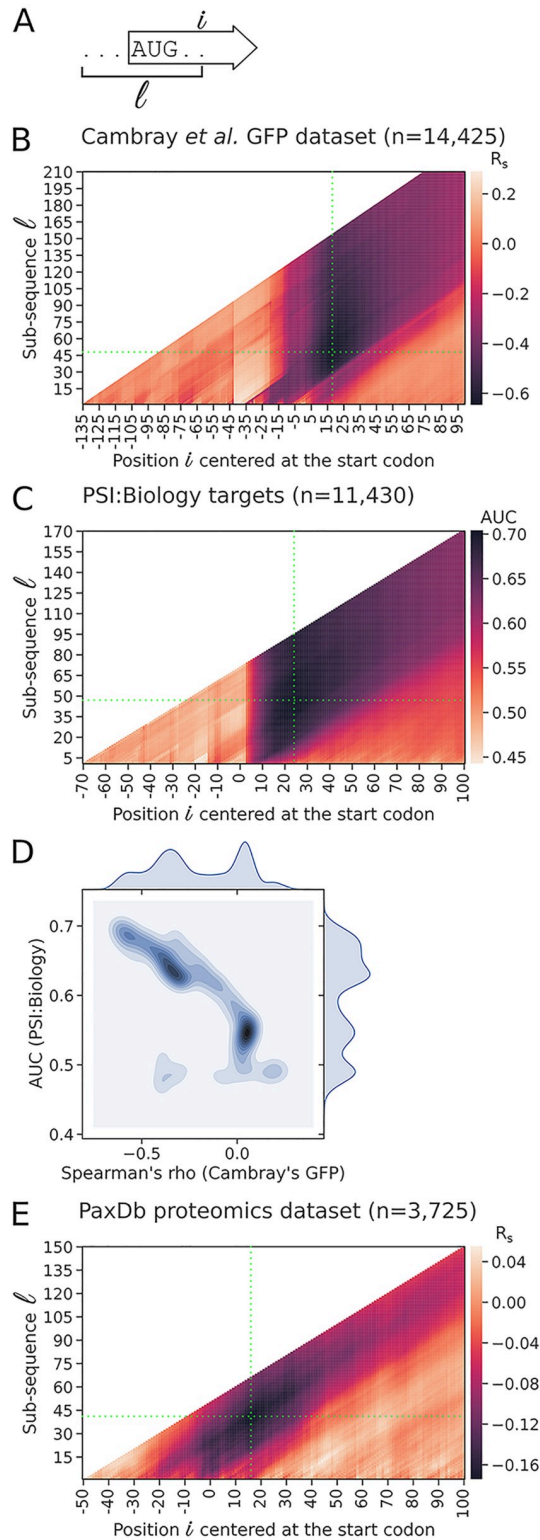 A
i
. . . AUG . .
ℓ
B Cambray et al. GFP dataset (n=14,425)
Rs
210
195
180
165
150
135
120
105
90
75
60
45
30
15
Sub-sequence ℓ
0.2
0.0
−0.2
−0.4
−0.6
-135 -125 -115 -105 -95 -85 -75 -65 -55 -45 -35 -25 -15 -5 5 15 25 35 45 55 65 75 85 95
Position i centered at the start codon
C PSI:Biology targets (n=11,430)
AUC
170
155
140
125
110
95
80
65
50
35
20
5
Sub-sequence ℓ
0.70
0.65
0.60
0.55
0.50
0.45
-70 -60 -50 -40 -30 -20 -10 0 10 20 30 40 50 60 70 80 90 100
Position i centered at the start codon
D
0.7
0.6
0.5
0.4
AUC (PSI:Biology)
−0.5 0.0
Spearman's rho (Cambray's GFP)
E PaxDb proteomics dataset (n=3,725)
Rs
150
135
120
105
90
75
60
45
30
15
Sub-sequence ℓ
0.04
0.00
−0.04
−0.08
−0.12
−0.16
-50 -40 -30 -20 -10 0 10 20 30 40 50 60 70 80 90 100
Position i centered at the start codon